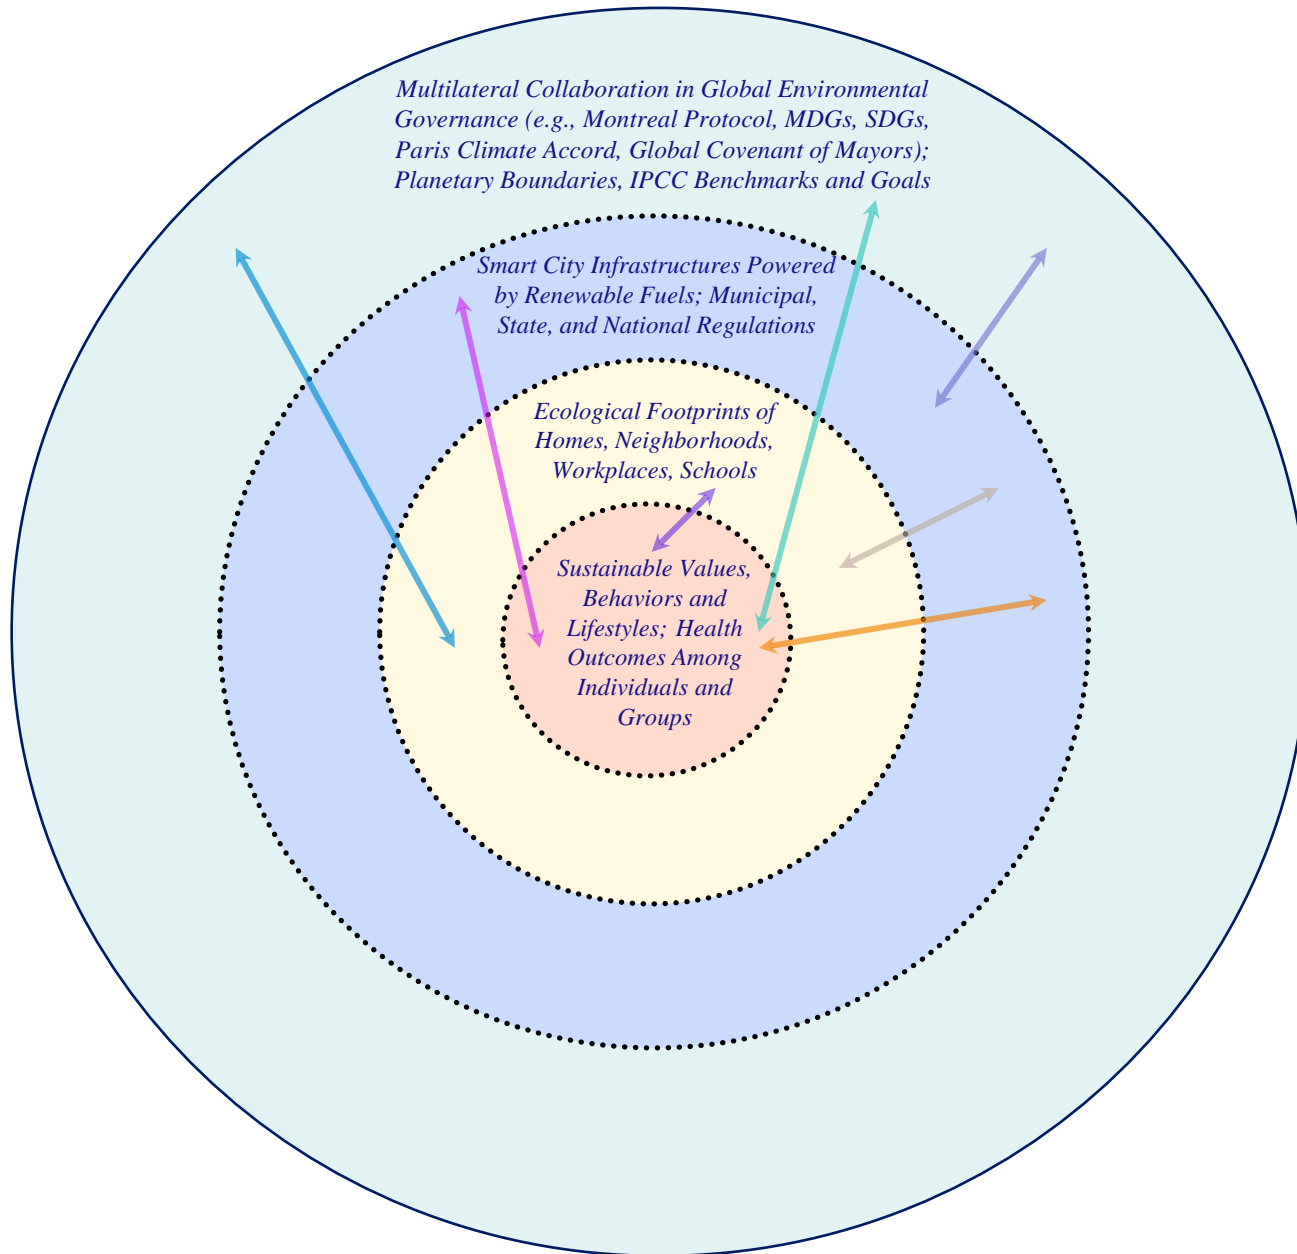 Multilateral Collaboration in Global Environmental
Governance (e.g., Montreal Protocol, MDGs, SDGs,
Paris Climate Accord, Global Covenant of Mayors);
Planetary Boundaries, IPCC Benchmarks and Goals
Smart City Infrastructures Powered
by Renewable Fuels; Municipal,
State, and National Regulations
Ecological Footprints of
Homes, Neighborhoods,
Workplaces, Schools
Sustainable Values,
Behaviors and
Lifestyles; Health
Outcomes Among
Individuals and
Groups